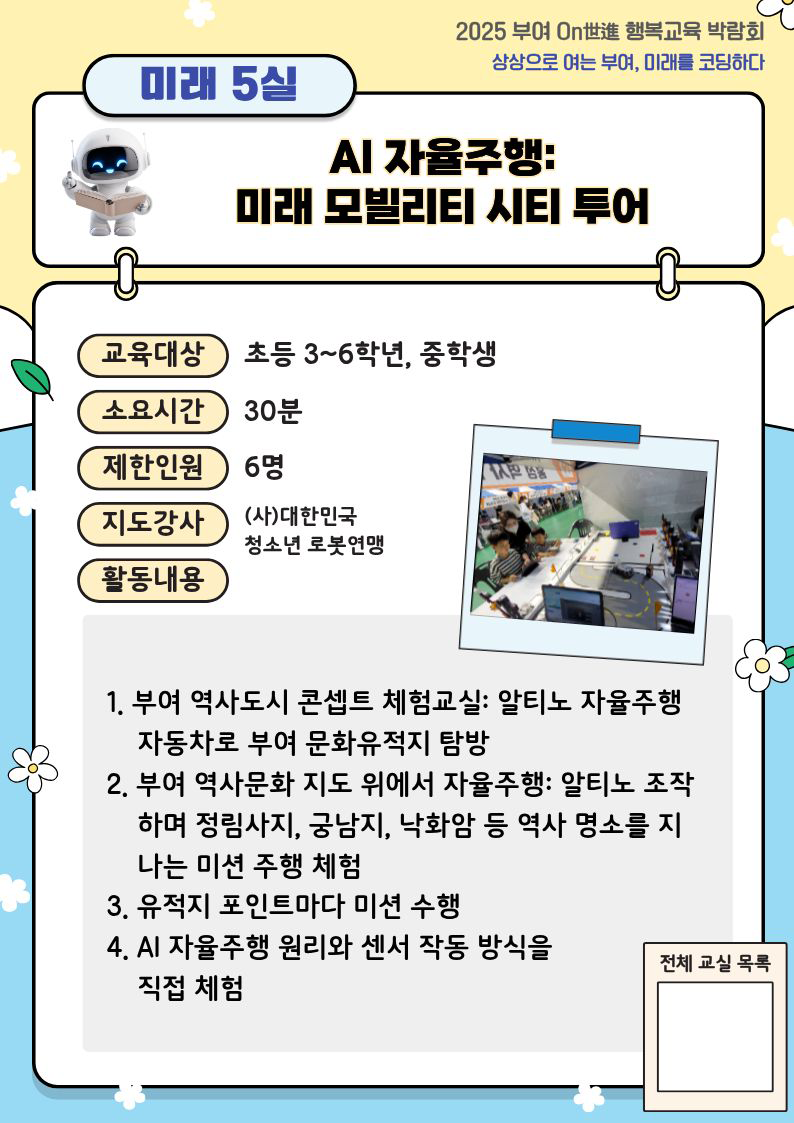 2025 부여 On世進 행복교육 박람회
상상으로 여는 부여, 미래를 코딩하다
미래 5실
AI 자율주행:
미래 모빌리티 시티 투어
교육대상 초등 3~6학년, 중학생
소요시간 30분
제한인원 6명
지도강사 (사)대한민국
청소년 로봇연맹
활동내용
1. 부여 역사도시 콘셉트 체험교실: 알티노 자율주행
자동차로 부여 문화유적지 탐방
2. 부여 역사문화 지도 위에서 자율주행: 알티노 조작
하며 정림사지, 궁남지, 낙화암 등 역사 명소를 지
나는 미션 주행 체험
3. 유적지 포인트마다 미션 수행
4. AI 자율주행 원리와 센서 작동 방식을
직접 체험
전체 교실 목록